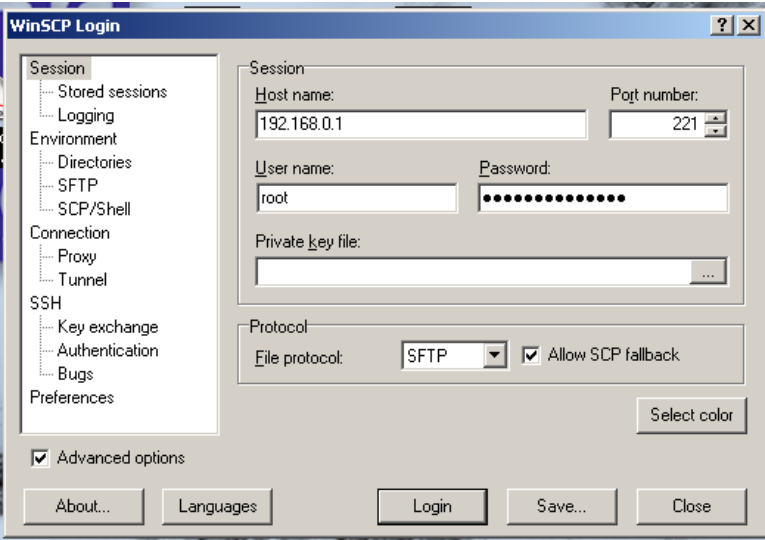 WinSCP Login
Session
Stored sessions
Logging
Environment
Directories
SFTP
SCP/Shell
Connection
Proxy
Tunnel
SSH
Key exchange
Authentication
Bugs
Preferences
Advanced options
Session
Host name:
Port number:
192.168.0.1
221
User name:
Password:
root
●●●●●●●●●●●●●●
Private key file:
...
Protocol
File protocol:
SFTP
Allow SCP fallback
Select color
About...
Languages
Login
Save...
Close